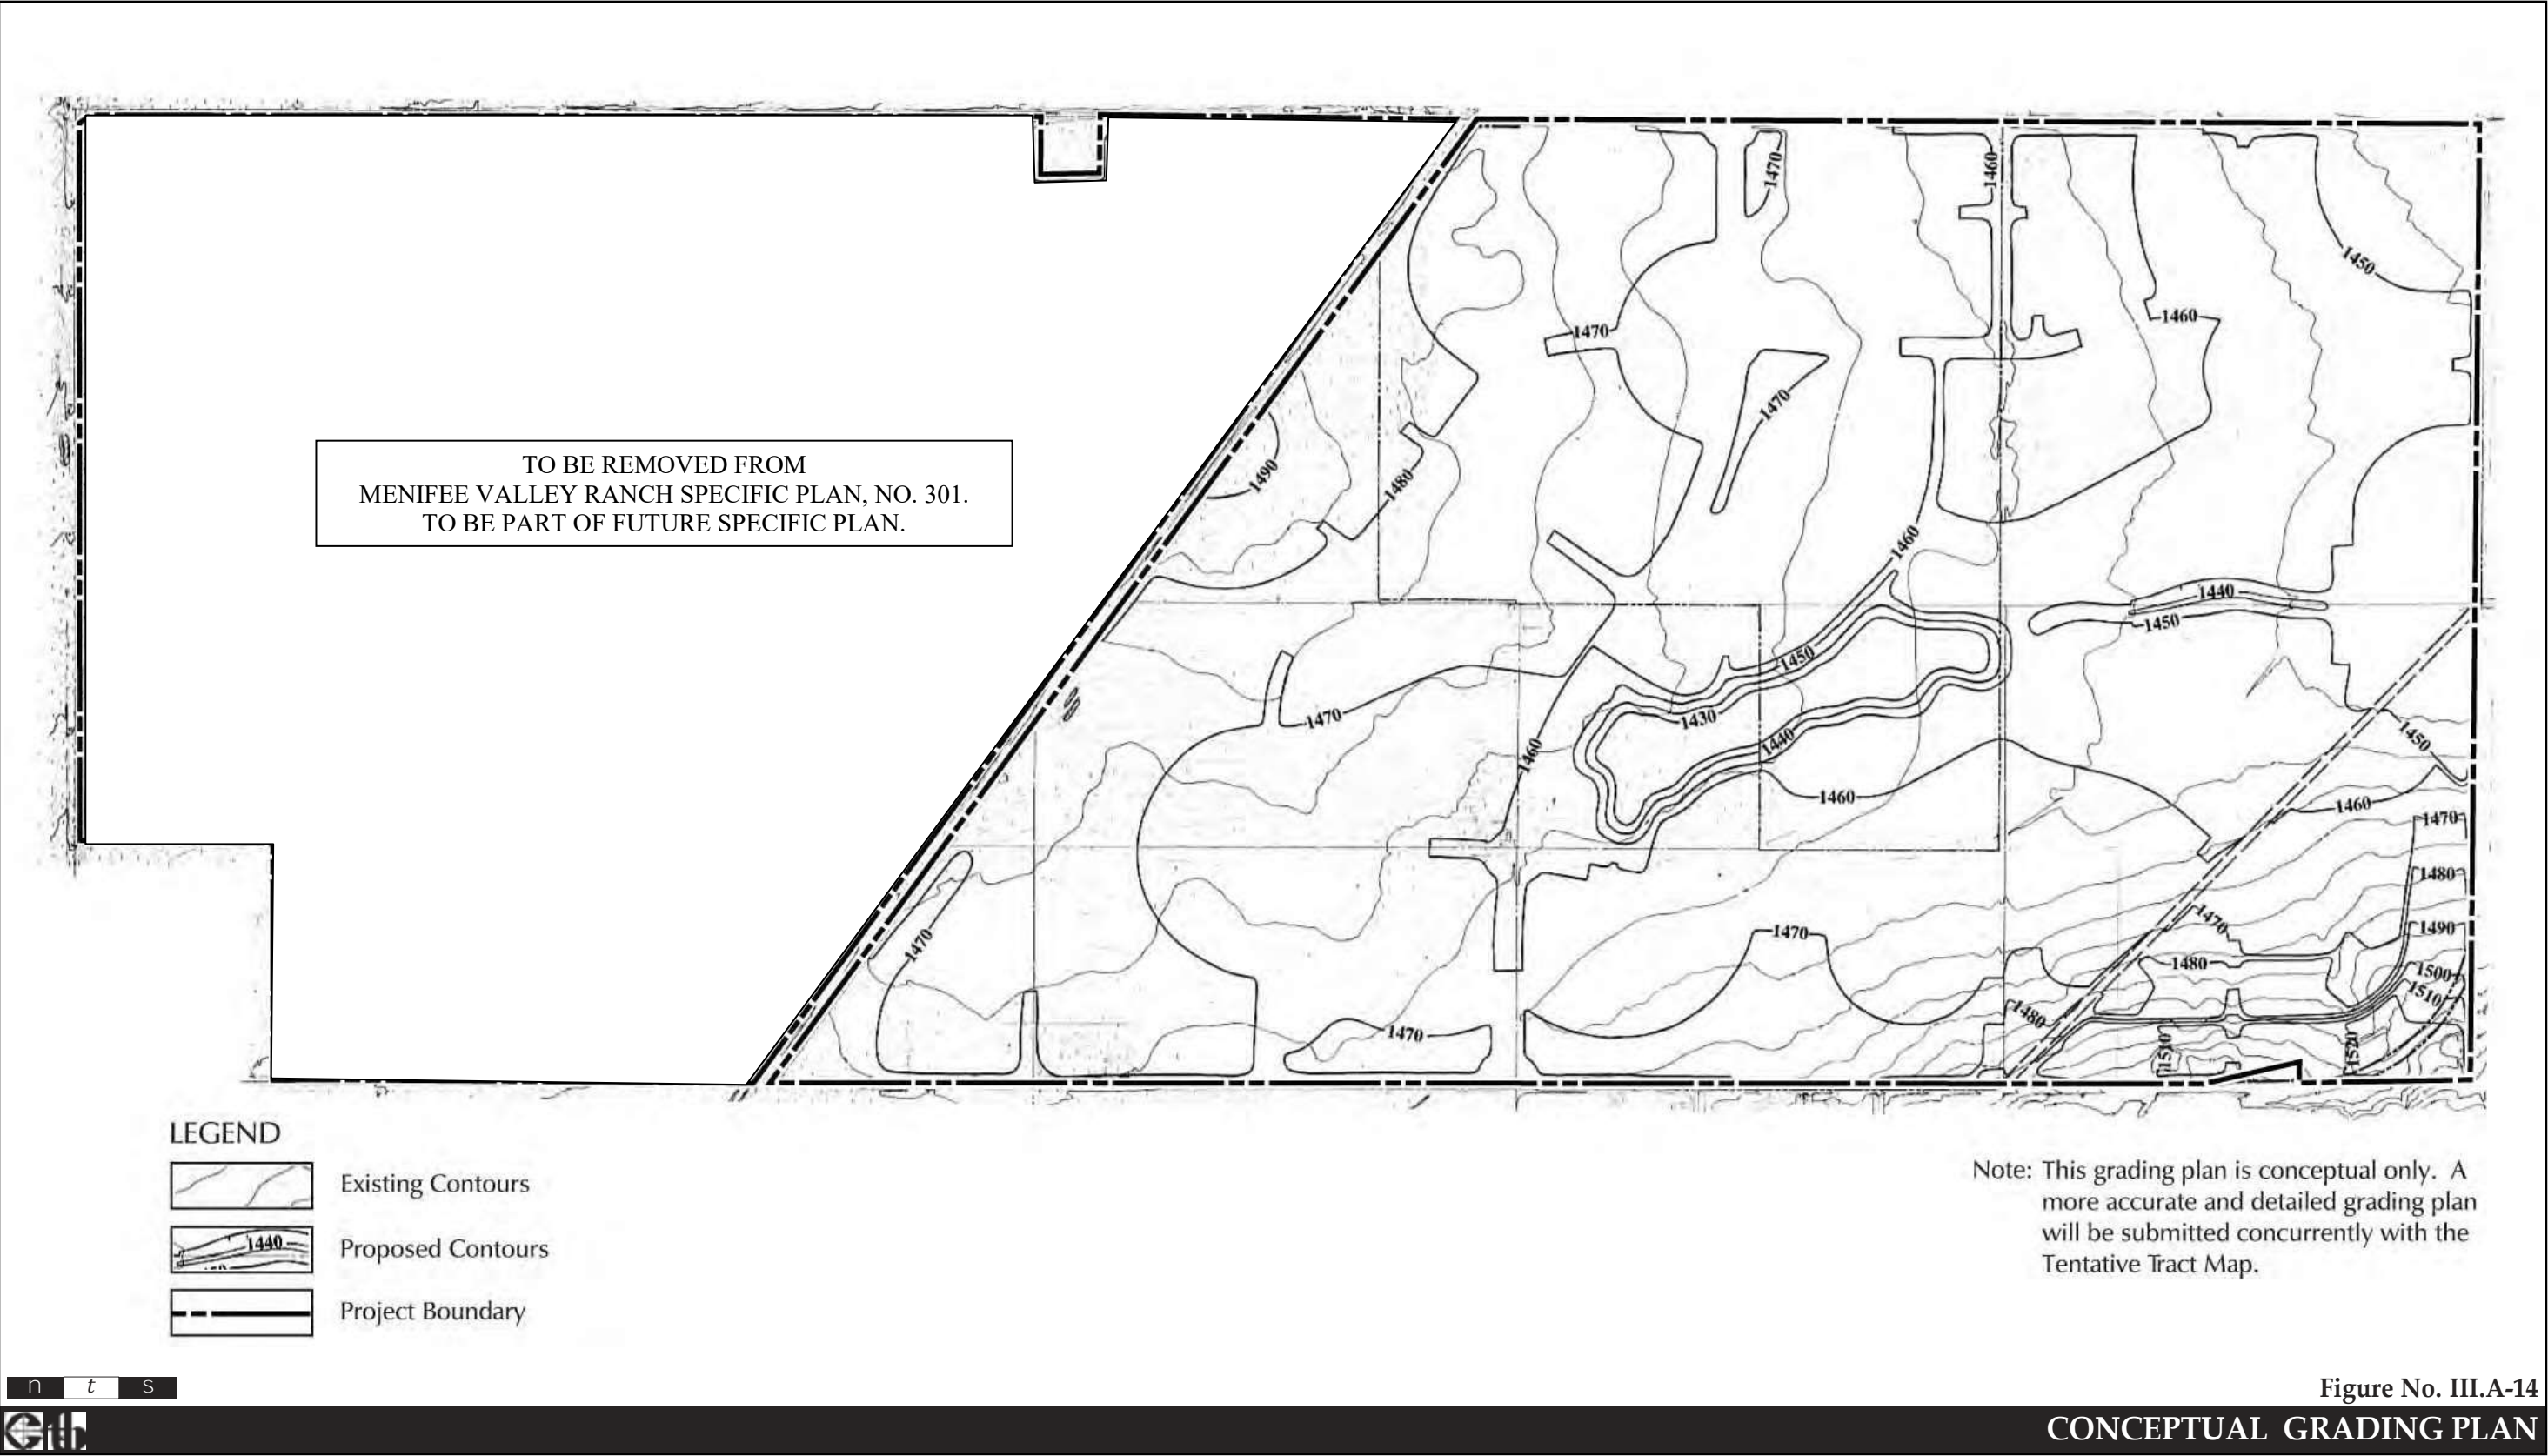 1470
1460
1450
1460
1470
1470
1490
1480
1460
1440
1450
1450
1470
1430
1440
1460
1450
1460
1460
1470
1480
1470
1490
1470
1470
1480
1500
1510
1480
1470
1510
1520
TO BE REMOVED FROM
MENIFEE VALLEY RANCH SPECIFIC PLAN, NO. 301.
TO BE PART OF FUTURE SPECIFIC PLAN.
LEGEND
Existing Contours
1440
Proposed Contours
Project Boundary
Note: This grading plan is conceptual only. A
more accurate and detailed grading plan
will be submitted concurrently with the
Tentative Tract Map.
n t s
Figure No. III.A-14
CONCEPTUAL GRADING PLAN